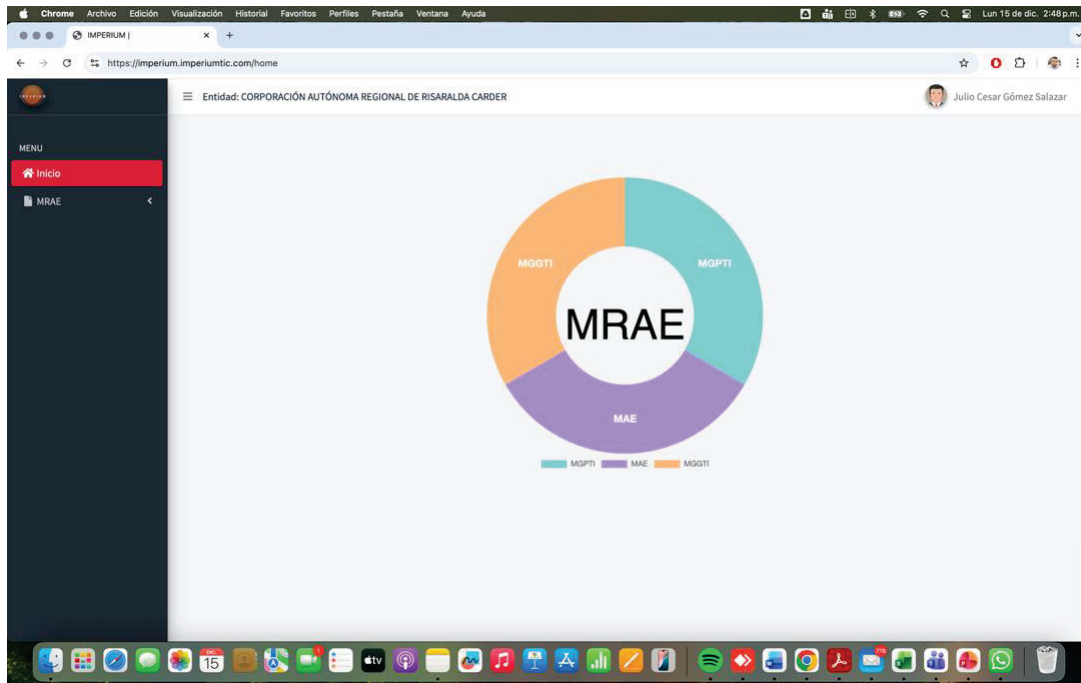 Chrome Archivo Edición Visualización Historial Favoritos Perfiles Pestaña Ventana Ayuda
Lun 15 de dic. 2:48 p.m.
IMPERIUM |
https://imperium.imperiumtic.com/home
Entidad: CORPORACIÓN AUTÓNOMA REGIONAL DE RISARALDA CARDER
Julio Cesar Gómez Salazar
MENU
Inicio
MRAE
MGGTI
MGPTI
MRAE
MAE
MGPTI MAE MGGTI
tv
15